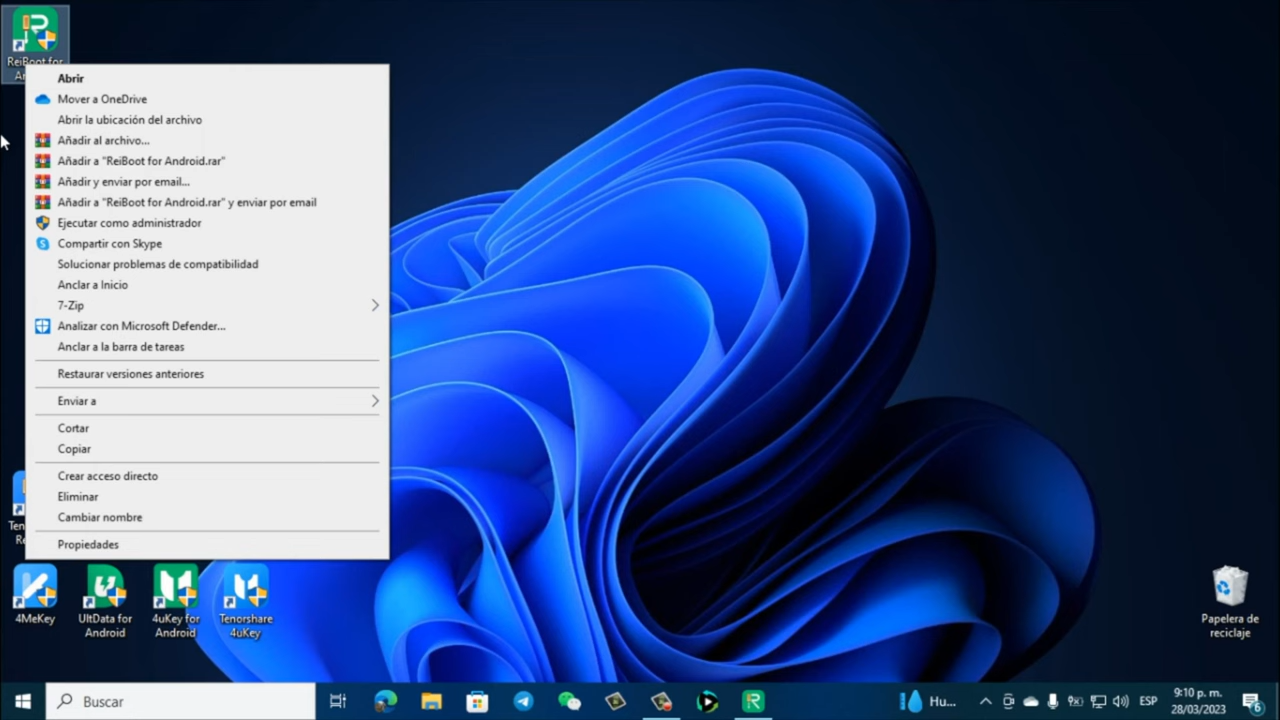 ReiBoot for
Abrir
Mover a OneDrive
Abrir la ubicación del archivo
Añadir al archivo...
Añadir a "ReiBoot for Android.rar"
Añadir y enviar por email...
Añadir a "ReiBoot for Android.rar" y enviar por email
Ejecutar como administrador
Compartir con Skype
Solucionar problemas de compatibilidad
Anclar a Inicio
7-Zip
Analizar con Microsoft Defender...
Anclar a la barra de tareas
Restaurar versiones anteriores
Enviar a
Cortar
Copiar
Crear acceso directo
Eliminar
Cambiar nombre
Propiedades
4MeKey
UltData for
Android
4uKey for
Android
Tenorshare
4uKey
Papelera de
reciclaje
Buscar
Hu...
ESP
9:10 p. m.
28/03/2023
6